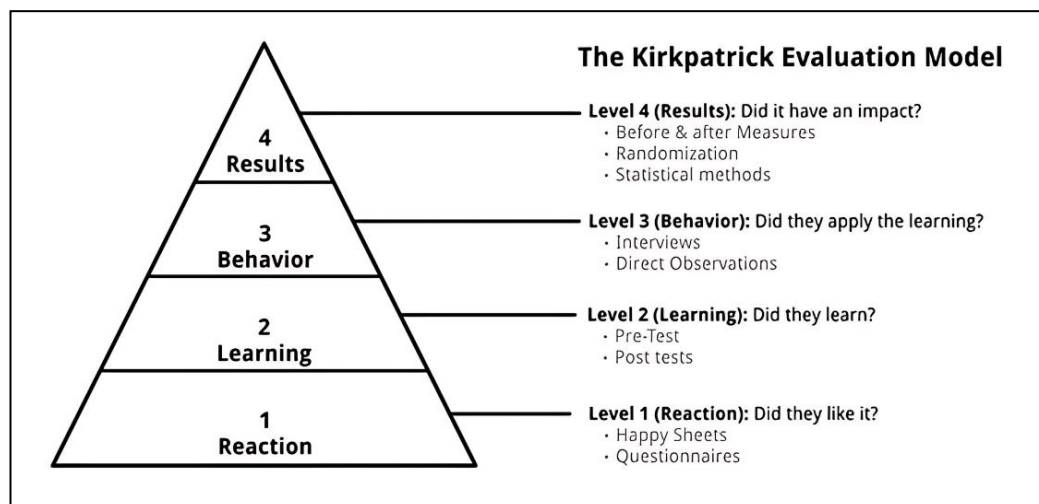 The Kirkpatrick Evaluation Model
4
Results
Level 4 (Results): Did it have an impact?
· Before & after Measures
· Randomization
· Statistical methods
3
Behavior
Level 3 (Behavior): Did they apply the learning?
· Interviews
· Direct Observations
2
Learning
Level 2 (Learning): Did they learn?
· Pre-Test
· Post tests
1
Reaction
Level 1 (Reaction): Did they like it?
· Happy Sheets
· Questionnaires